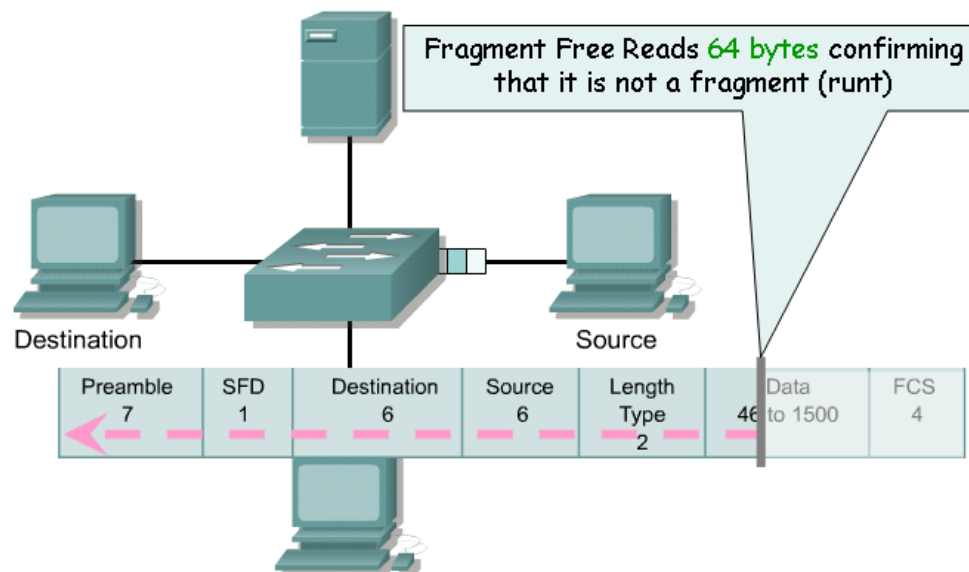 Fragment Free Reads 64 bytes confirming
that it is not a fragment (runt)
Destination
Source
Preamble
7
SFD
1
Destination
6
Source
6
Length
Type
2
Data
46 to 1500
FCS
4